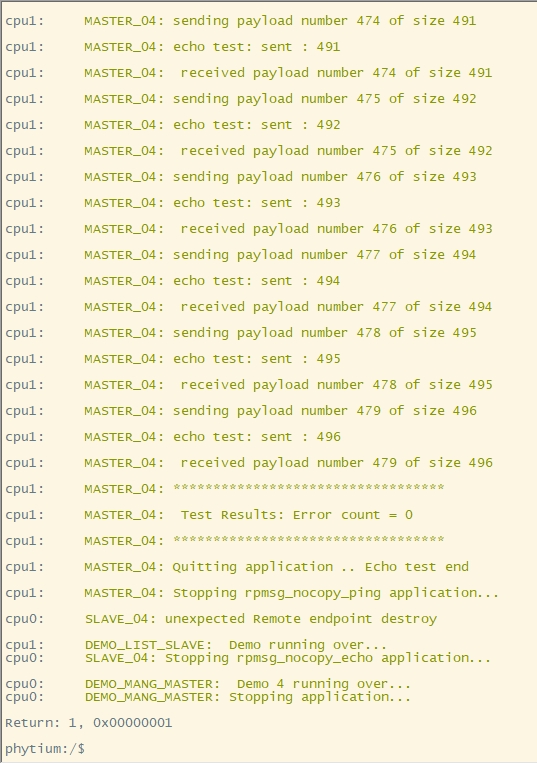 cpu1:     MASTER_04: sending payload number 474 of size 491
cpu1:     MASTER_04: echo test: sent : 491
cpu1:     MASTER_04:  received payload number 474 of size 491
cpu1:     MASTER_04: sending payload number 475 of size 492
cpu1:     MASTER_04: echo test: sent : 492
cpu1:     MASTER_04:  received payload number 475 of size 492
cpu1:     MASTER_04: sending payload number 476 of size 493
cpu1:     MASTER_04: echo test: sent : 493
cpu1:     MASTER_04:  received payload number 476 of size 493
cpu1:     MASTER_04: sending payload number 477 of size 494
cpu1:     MASTER_04: echo test: sent : 494
cpu1:     MASTER_04:  received payload number 477 of size 494
cpu1:     MASTER_04: sending payload number 478 of size 495
cpu1:     MASTER_04: echo test: sent : 495
cpu1:     MASTER_04:  received payload number 478 of size 495
cpu1:     MASTER_04: sending payload number 479 of size 496
cpu1:     MASTER_04: echo test: sent : 496
cpu1:     MASTER_04:  received payload number 479 of size 496
cpu1:     MASTER_04: **********************************
cpu1:     MASTER_04:  Test Results: Error count = 0
cpu1:     MASTER_04: **********************************
cpu1:     MASTER_04: Quitting application .. Echo test end
cpu1:     MASTER_04: Stopping rpmsg_nocopy_ping application...
cpu0:     SLAVE_04: unexpected Remote endpoint destroy
cpu1:     DEMO_LIST_SLAVE:  Demo running over...
cpu0:     SLAVE_04: Stopping rpmsg_nocopy_echo application...
cpu0:     DEMO_MANG_MASTER:  Demo 4 running over...
cpu0:     DEMO_MANG_MASTER: Stopping application...
Return: 1, 0x00000001
phytium:/$